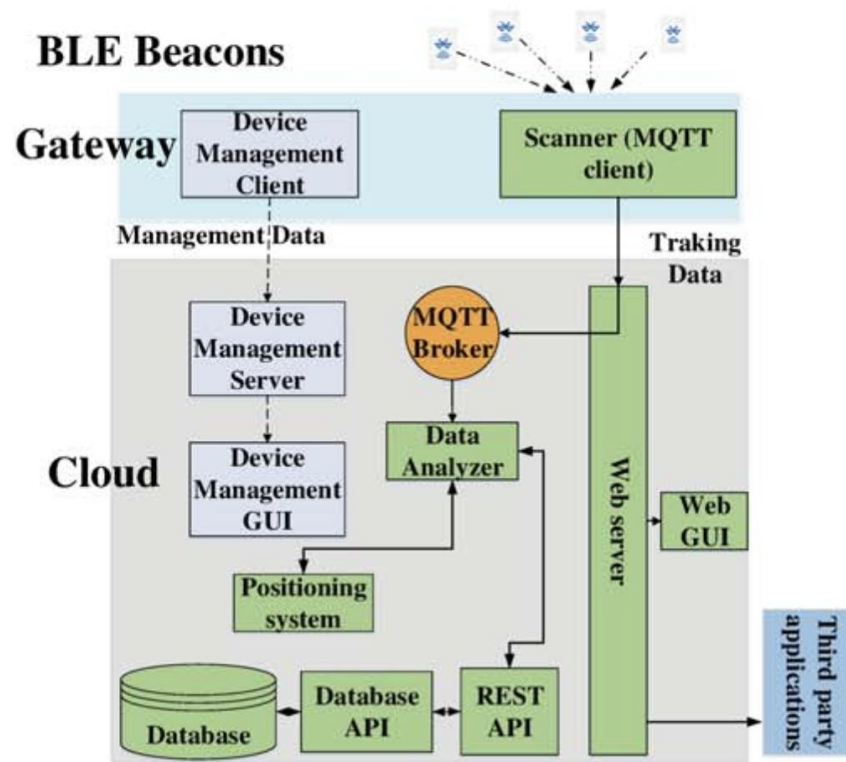 BLE Beacons
Gateway
Device
Management
Client
Scanner (MQTT
client)
Management Data
Traking
Data
Device
Management
Server
MQTT
Broker
Cloud
Device
Management
GUI
Data
Analyzer
Web server
Web
GUI
Positioning
system
Third party
applications
Database
Database
API
REST
API